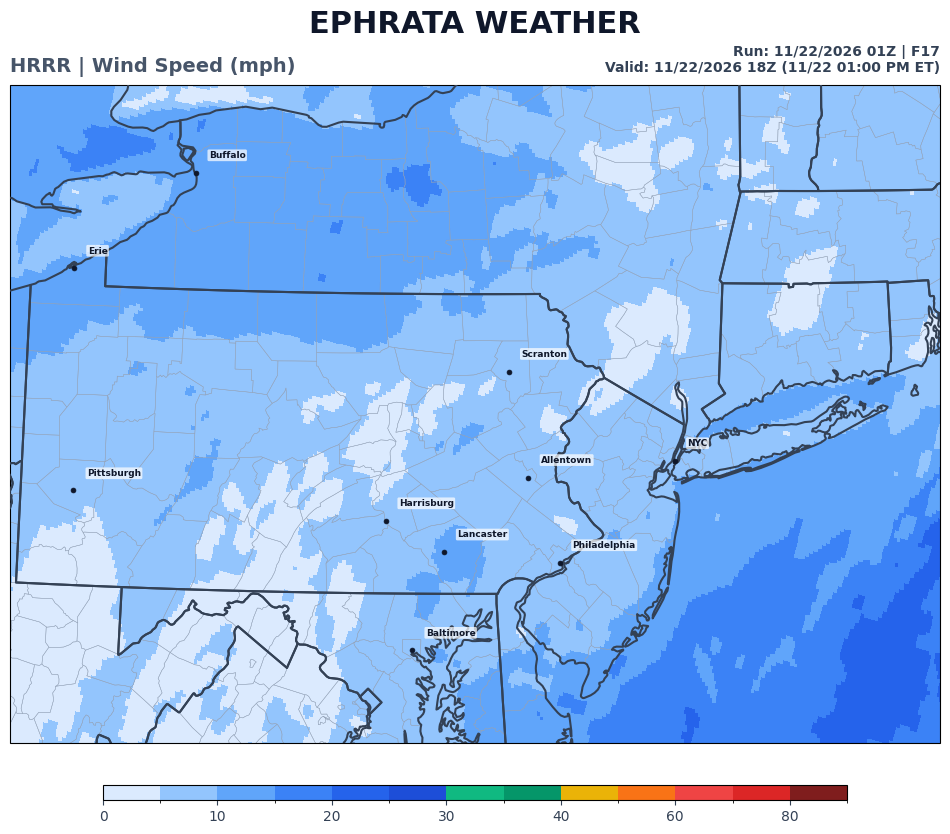 EPHRATA WEATHER
HRRR | Wind Speed (mph)
Run: 11/22/2026 01Z | F17
Valid: 11/22/2026 18Z (11/22 01:00 PM ET)
Buffalo
Erie
Scranton
NYC
Allentown
Pittsburgh
Harrisburg
Lancaster
Philadelphia
Baltimore
0 10 20 30 40 50 60 70 80